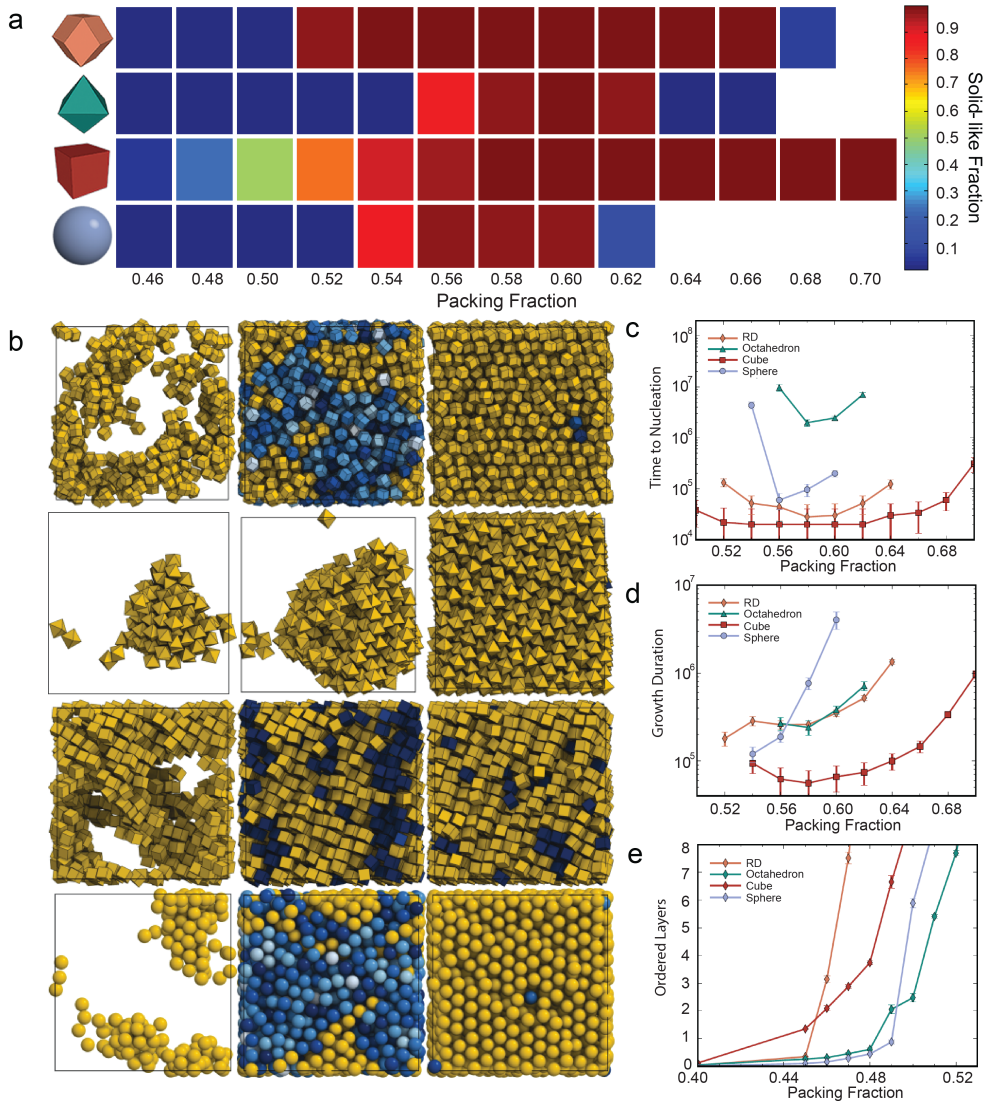 a
0.46 0.48 0.50 0.52 0.54 0.56 0.58 0.60 0.62 0.64 0.66 0.68 0.70
Packing Fraction
0.9
0.8
0.7
0.6
0.5
0.4
0.3
0.2
0.1
Solid- like Fraction
b
c
RD
Octahedron
Cube
Sphere
10^8
10^7
10^6
10^5
10^4
Time to Nucleation
0.52 0.56 0.60 0.64 0.68
Packing Fraction
d
RD
Octahedron
Cube
Sphere
10^7
10^6
10^5
Growth Duration
0.52 0.56 0.60 0.64 0.68
Packing Fraction
e
RD
Octahedron
Cube
Sphere
8
7
6
5
4
3
2
1
0
Ordered Layers
0.40 0.44 0.48 0.52
Packing Fraction